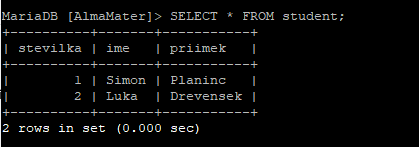 MariaDB [AlmaMater]> SELECT * FROM student;
+----------+-------+-----------+
| stevilka | ime   | priimek   |
+----------+-------+-----------+
|        1 | Simon | Planinc   |
|        2 | Luka  | Drevensek |
+----------+-------+-----------+
2 rows in set (0.000 sec)